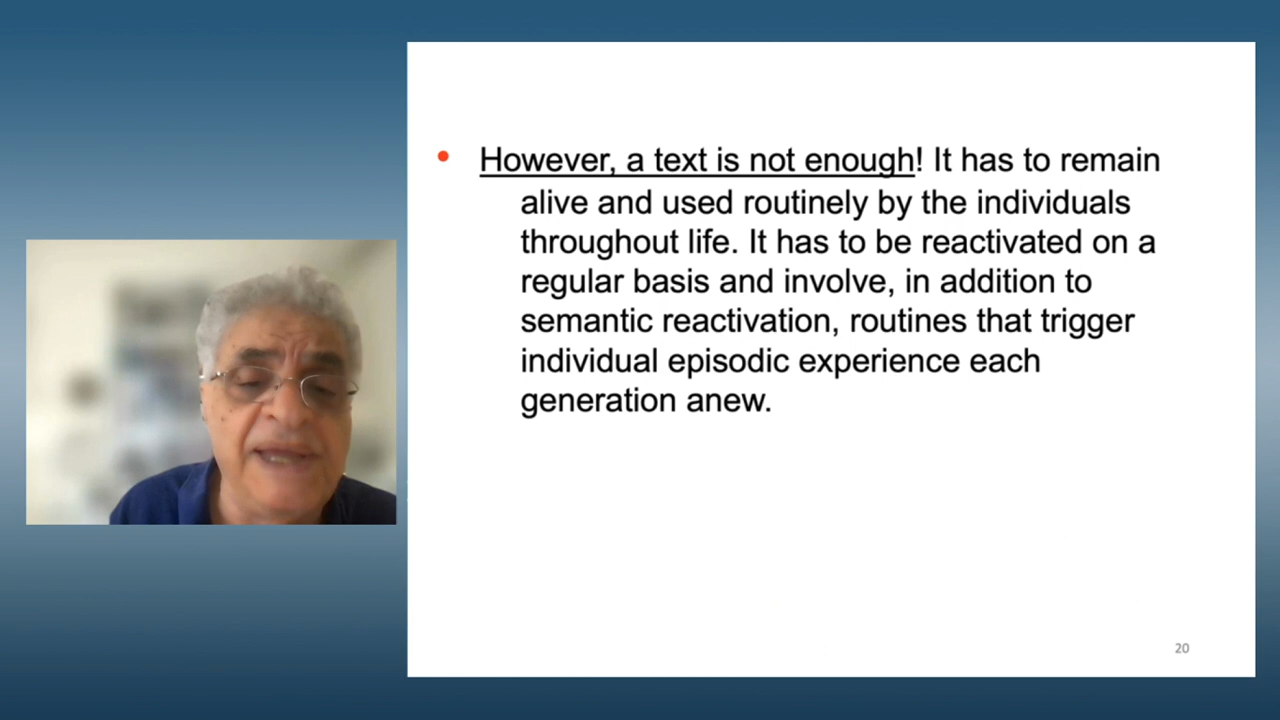 • However, a text is not enough! It has to remain
alive and used routinely by the individuals
throughout life. It has to be reactivated on a
regular basis and involve, in addition to
semantic reactivation, routines that trigger
individual episodic experience each
generation anew.
20